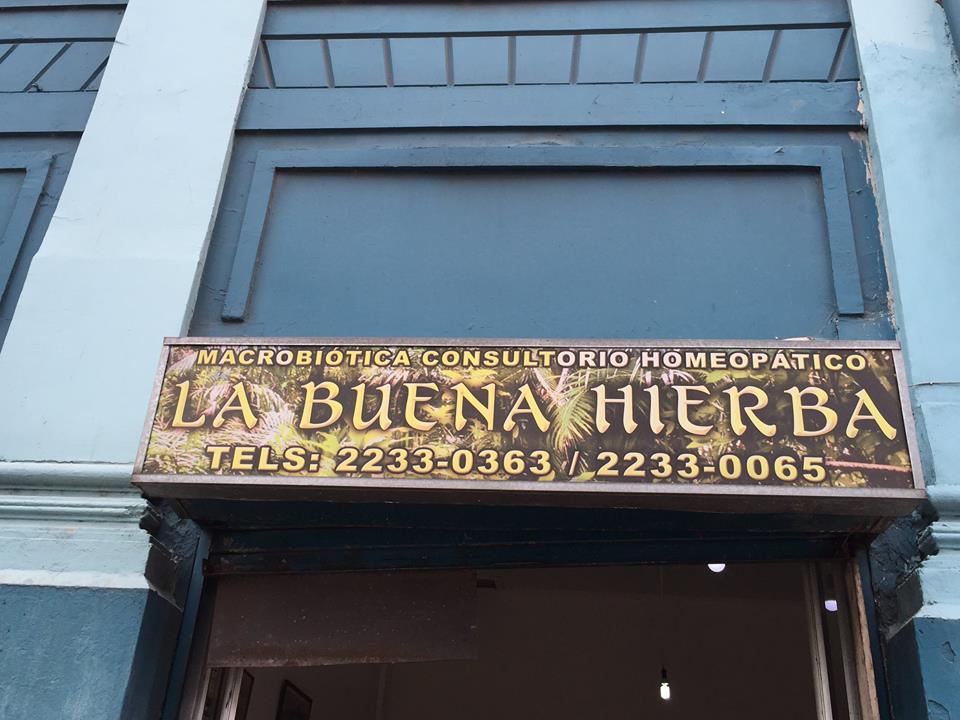 MACROBIÓTICA CONSULTORIO HOMEOPÁTICO
LA BUENA HIERBA
TELS: 2233-0363 / 2233-0065